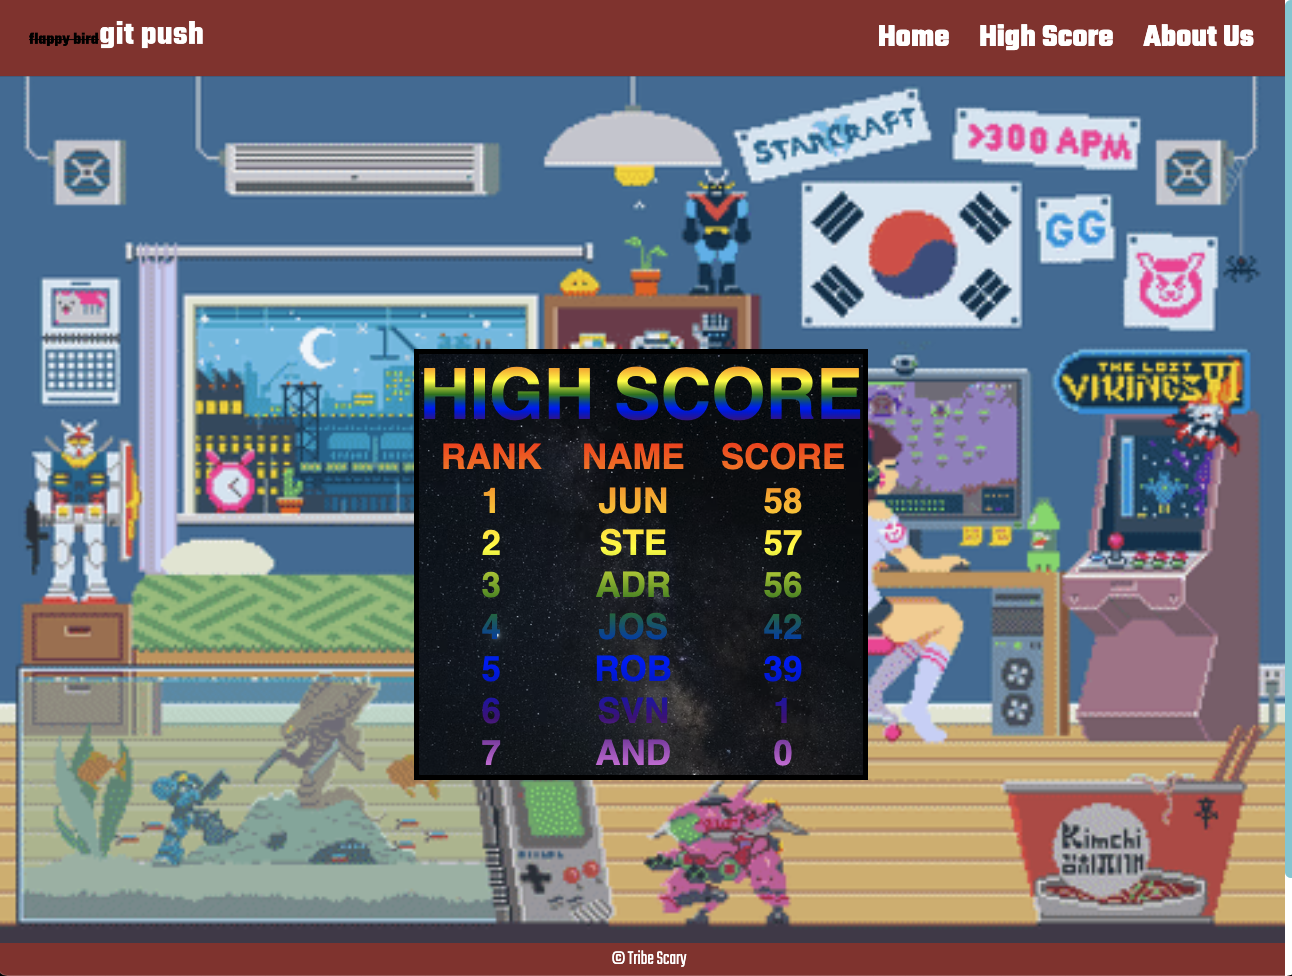 flappy bird git push
Home High Score About Us
STARCRAFT
>300 APM
GG
THE LOST
VIKINGS
HIGH SCORE
RANK NAME SCORE
1 JUN 58
2 STE 57
3 ADR 56
4 JOS 42
5 ROB 39
6 SVN 1
7 AND 0
Kimchi
© Tribe Scary